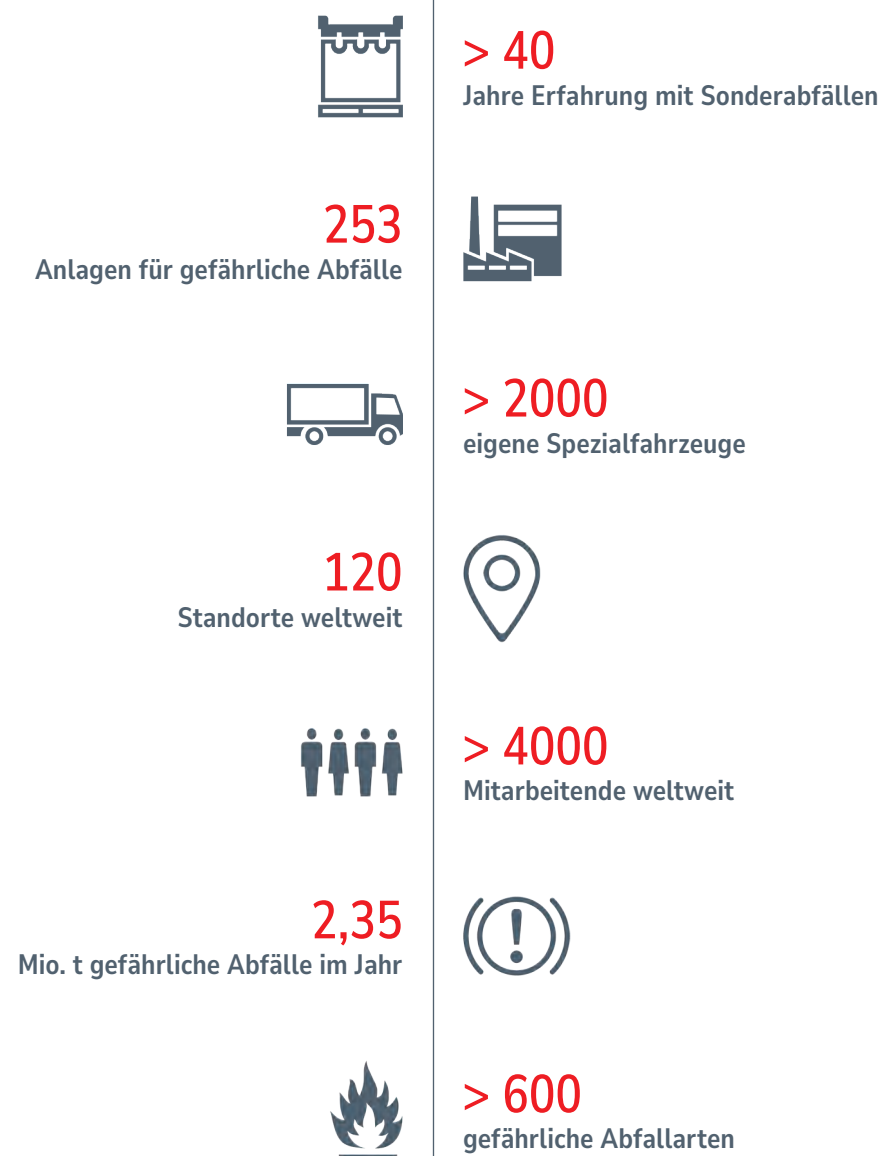 > 40
Jahre Erfahrung mit Sonderabfällen
253
Anlagen für gefährliche Abfälle
> 2000
eigene Spezialfahrzeuge
120
Standorte weltweit
> 4000
Mitarbeitende weltweit
2,35
Mio. t gefährliche Abfälle im Jahr
> 600
gefährliche Abfallarten